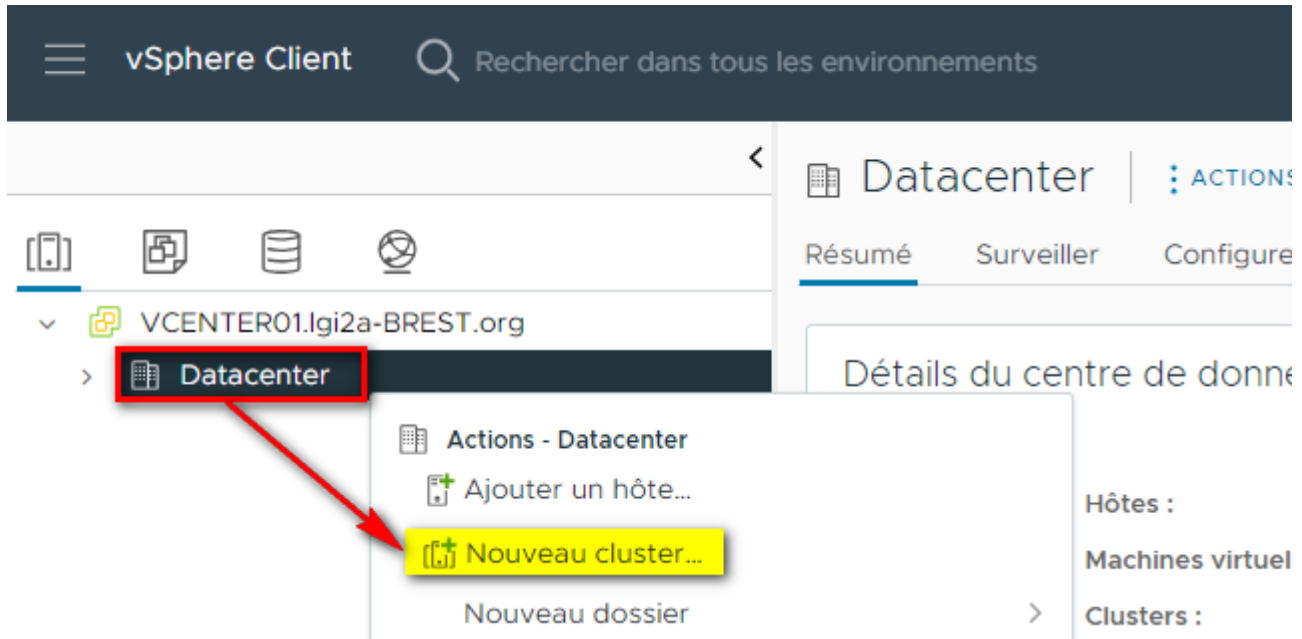 vSphere Client
Rechercher dans tous les environnements
Datacenter
ACTIONS
Résumé Surveiller Configure
VCENTER01.lgi2a-BREST.org
Datacenter
Détails du centre de donné
Actions - Datacenter
Ajouter un hôte...
Nouveau cluster...
Nouveau dossier
Hôtes :
Machines virtuel
Clusters :